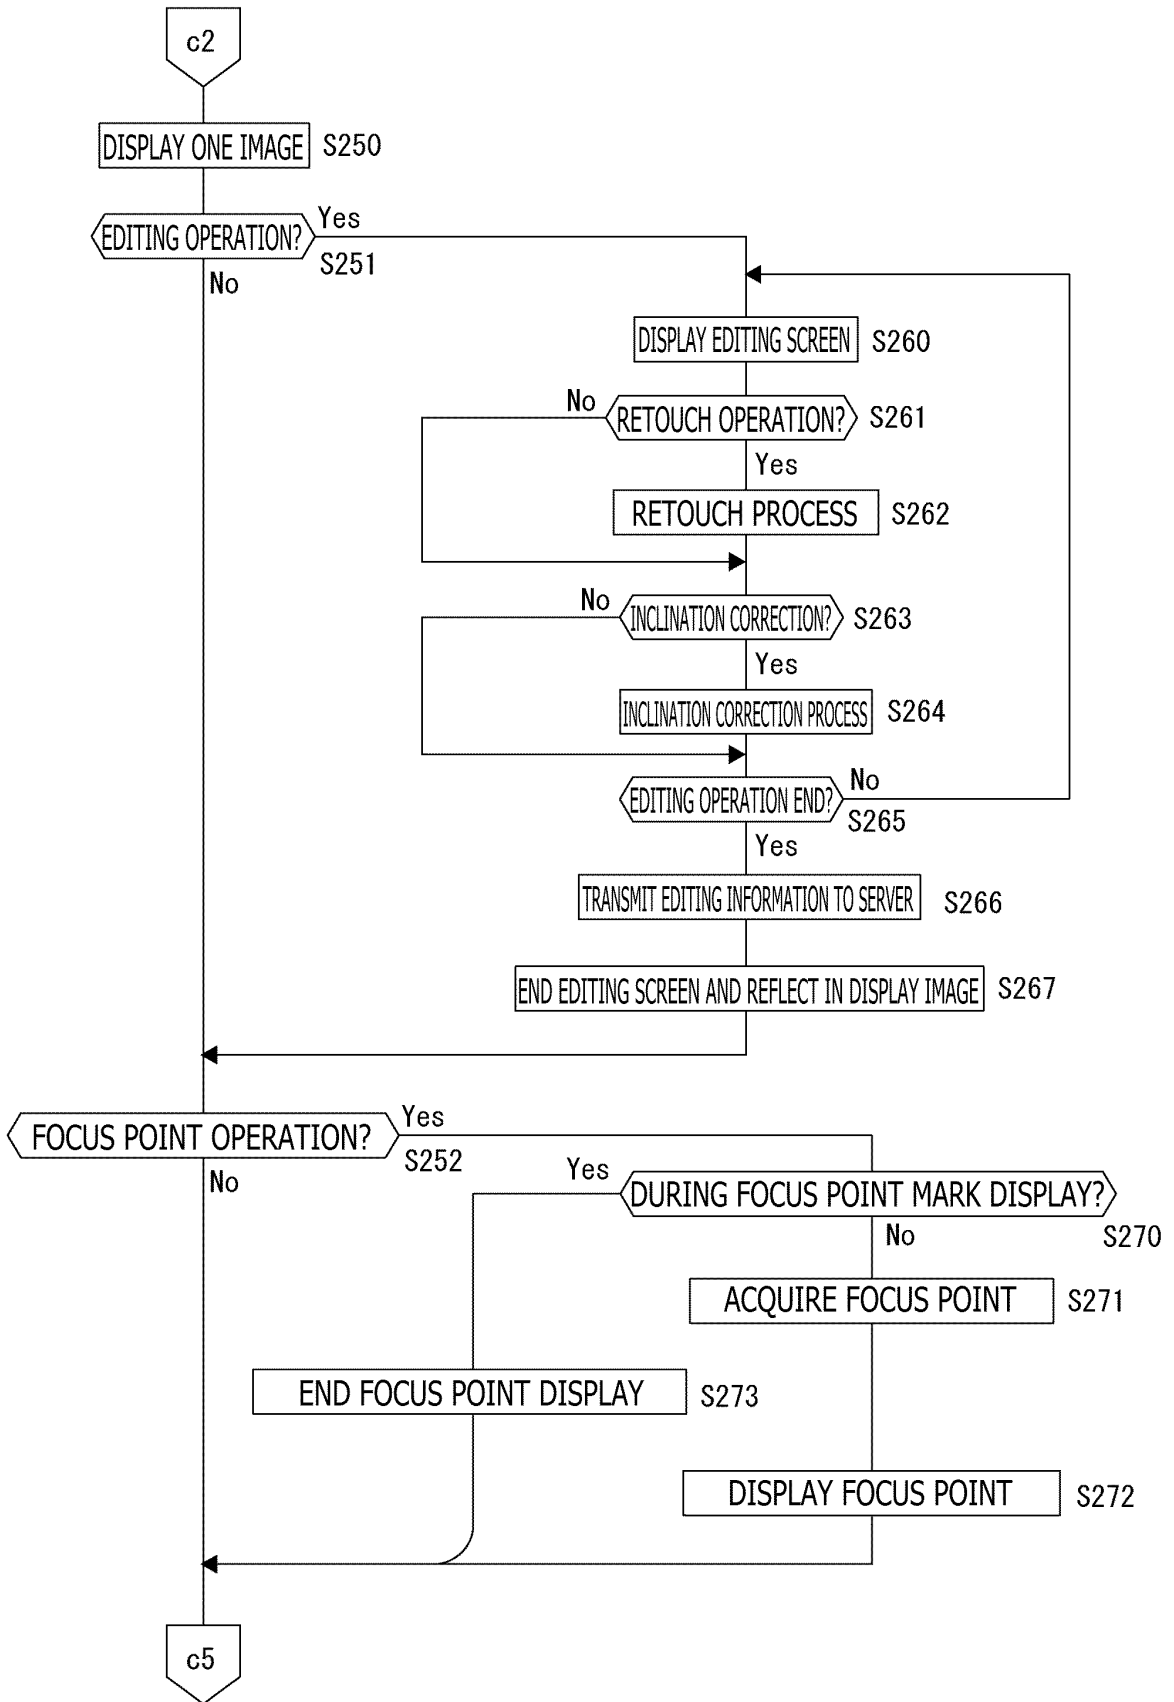 c2
DISPLAY ONE IMAGE S250
Yes
EDITING OPERATION?
S251
No
DISPLAY EDITING SCREEN S260
No
RETOUCH OPERATION? S261
Yes
RETOUCH PROCESS S262
No
INCLINATION CORRECTION? S263
Yes
INCLINATION CORRECTION PROCESS S264
No
EDITING OPERATION END?
S265
Yes
TRANSMIT EDITING INFORMATION TO SERVER S266
END EDITING SCREEN AND REFLECT IN DISPLAY IMAGE S267
Yes
FOCUS POINT OPERATION?
S252
No
Yes
DURING FOCUS POINT MARK DISPLAY?
S270
No
ACQUIRE FOCUS POINT S271
END FOCUS POINT DISPLAY S273
DISPLAY FOCUS POINT S272
c5